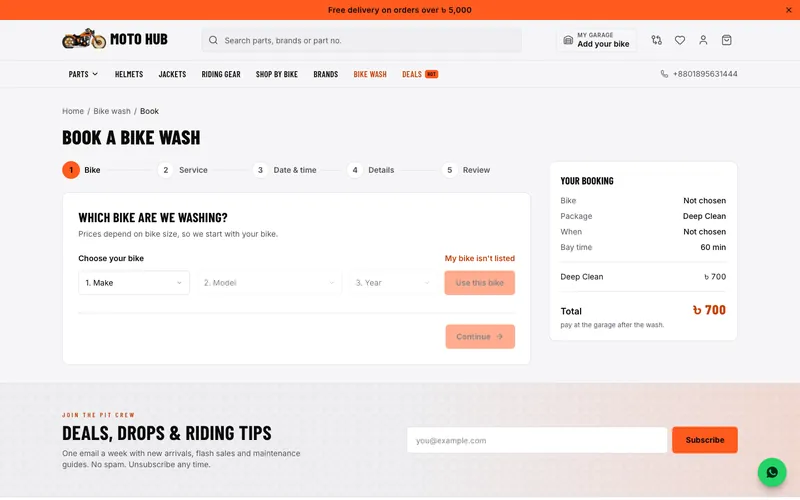 Free delivery on orders over ৳ 5,000
MOTO HUB
Search parts, brands or part no.
MY GARAGE
Add your bike
PARTS HELMETS JACKETS RIDING GEAR SHOP BY BIKE BRANDS BIKE WASH DEALS HOT
+8801895631444
Home / Bike wash / Book
BOOK A BIKE WASH
1 Bike 2 Service 3 Date & time 4 Details 5 Review
WHICH BIKE ARE WE WASHING?
Prices depend on bike size, so we start with your bike.
Choose your bike
My bike isn't listed
1. Make 2. Model 3. Year Use this bike
Continue
YOUR BOOKING
Bike Not chosen
Package Deep Clean
When Not chosen
Bay time 60 min
Deep Clean ৳ 700
Total ৳ 700
pay at the garage after the wash.
JOIN THE PIT CREW
DEALS, DROPS & RIDING TIPS
One email a week with new arrivals, flash sales and maintenance
guides. No spam. Unsubscribe any time.
you@example.com
Subscribe